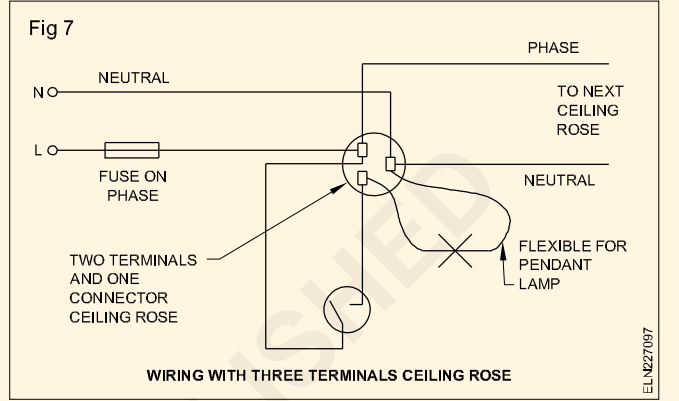 Fig 7
PHASE
NEUTRAL
N
TO NEXT
CEILING
ROSE
L
FUSE ON
PHASE
NEUTRAL
TWO TERMINALS
AND ONE
CONNECTOR
CEILING ROSE
FLEXIBLE FOR
PENDANT
LAMP
WIRING WITH THREE TERMINALS CEILING ROSE
ELN227097
LISHED